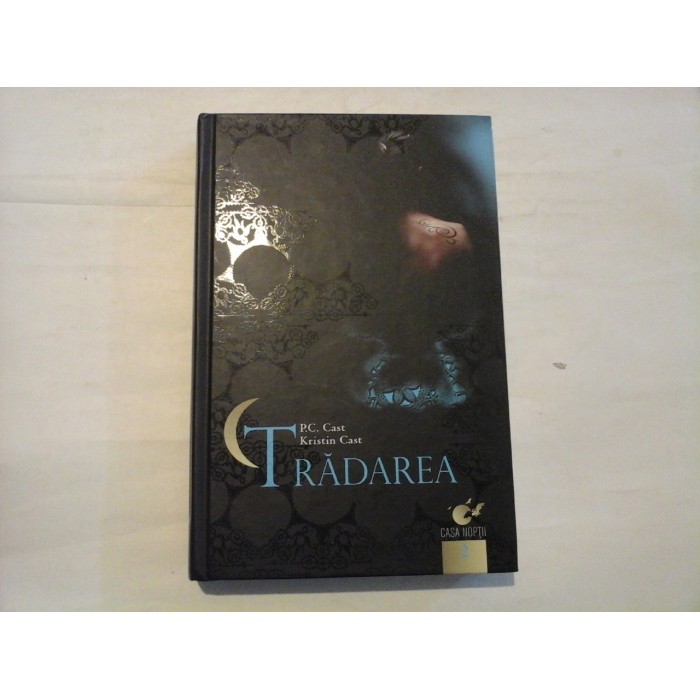 P.C. Cast
Kristin Cast
TRĂDAREA
CASA NOPȚII
2